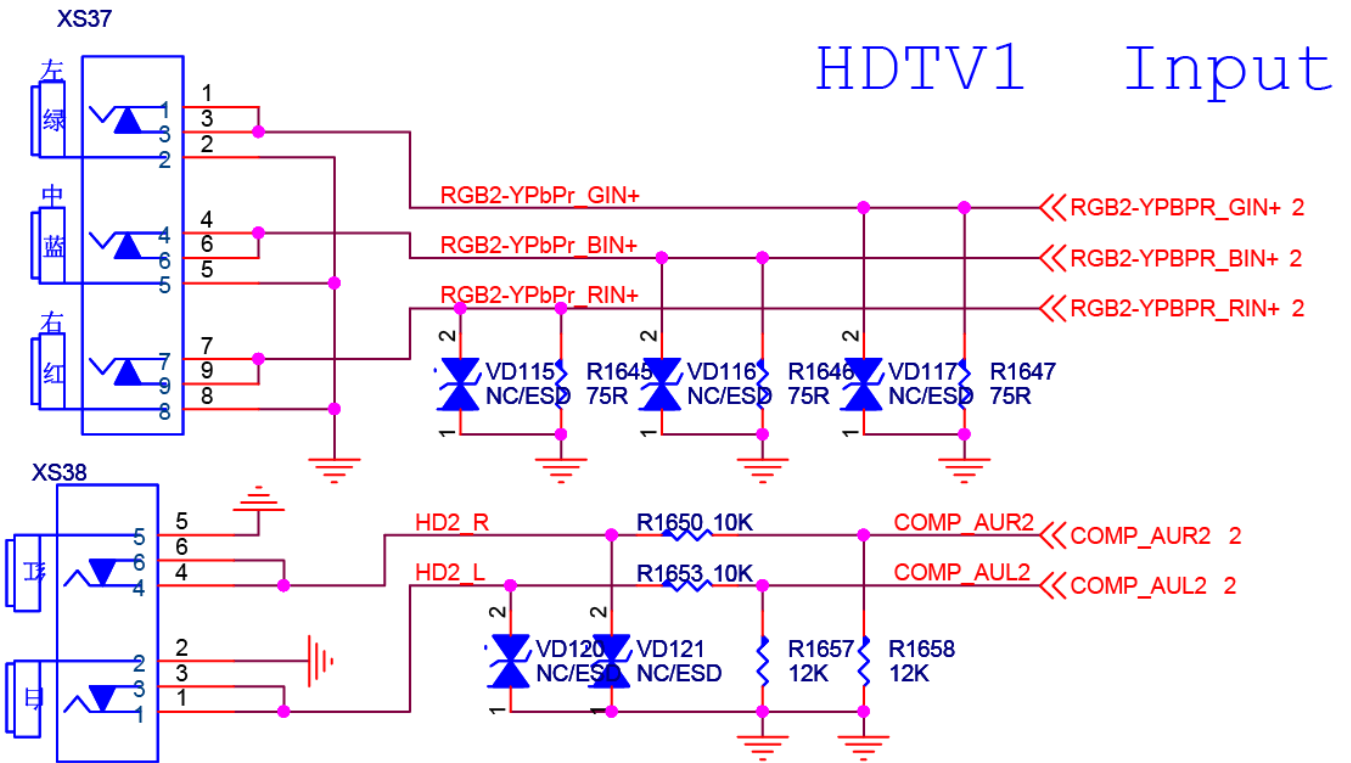 XS37
HDTV1 Input
左
绿
1
3
2
1
3
2
中
蓝
4
6
5
4
6
5
右
红
7
9
8
7
9
8
RGB2-YPbPr_GIN+
RGB2-YPBPR_GIN+ 2
RGB2-YPbPr_BIN+
RGB2-YPBPR_BIN+ 2
RGB2-YPbPr_RIN+
RGB2-YPBPR_RIN+ 2
2
1
VD115
NC/ESD
R1645
75R
2
1
VD116
NC/ESD
R1646
75R
2
1
VD117
NC/ESD
R1647
75R
XS38
5
6
4
5
6
4
2
3
1
2
3
1
HD2_R
R1650 10K
COMP_AUR2
COMP_AUR2 2
HD2_L
R1653 10K
COMP_AUL2
COMP_AUL2 2
2
1
VD120
NC/ESD
2
1
VD121
NC/ESD
R1657
12K
R1658
12K